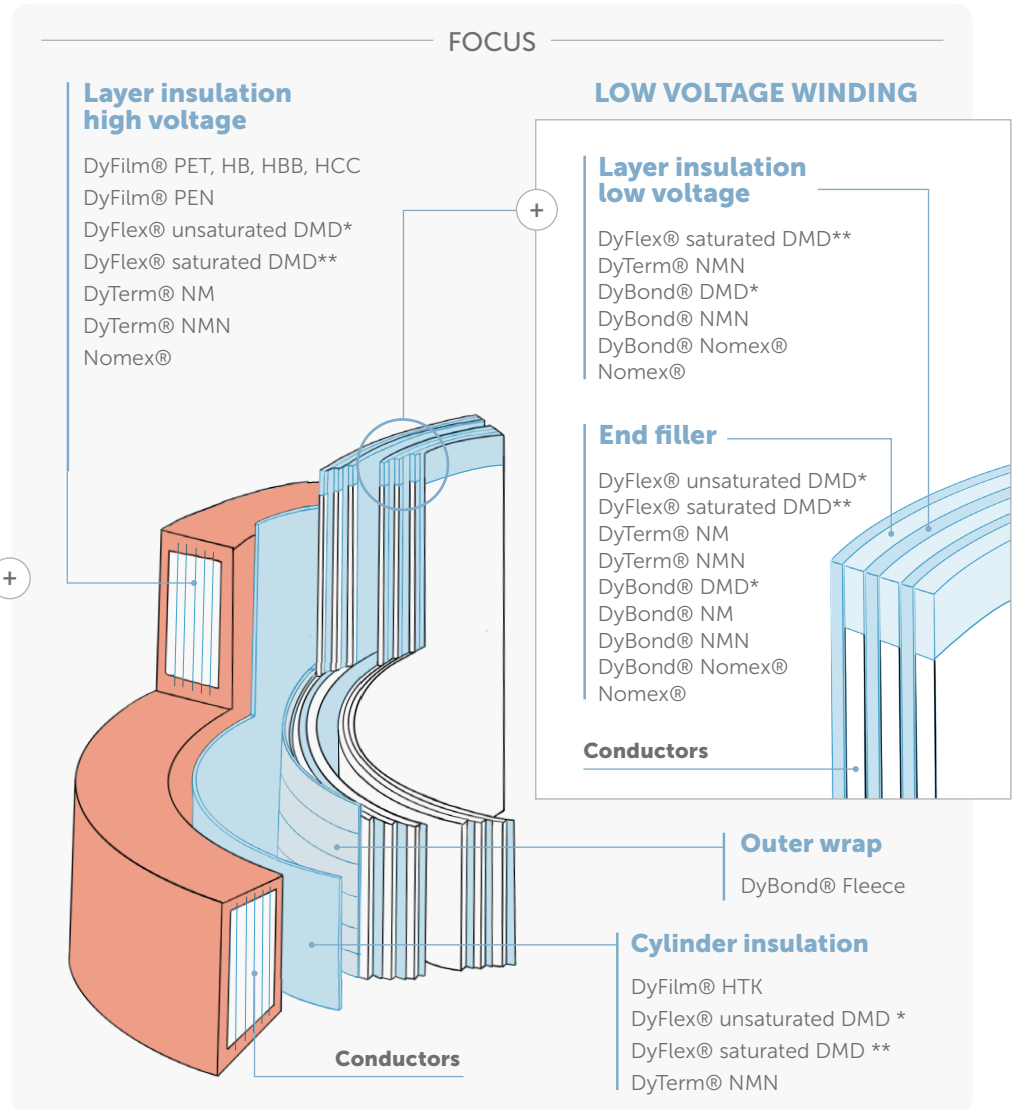 FOCUS
Layer insulation
high voltage
DyFilm® PET, HB, HBB, HCC
DyFilm® PEN
DyFlex® unsaturated DMD*
DyFlex® saturated DMD**
DyTerm® NM
DyTerm® NMN
Nomex®
LOW VOLTAGE WINDING
+
Layer insulation
low voltage
DyFlex® saturated DMD**
DyTerm® NMN
DyBond® DMD*
DyBond® NMN
DyBond® Nomex®
Nomex®
End filler
DyFlex® unsaturated DMD*
DyFlex® saturated DMD**
DyTerm® NM
DyTerm® NMN
DyBond® DMD*
DyBond® NM
DyBond® NMN
DyBond® Nomex®
Nomex®
Conductors
+
Outer wrap
DyBond® Fleece
Cylinder insulation
DyFilm® HTK
DyFlex® unsaturated DMD *
DyFlex® saturated DMD **
DyTerm® NMN
Conductors